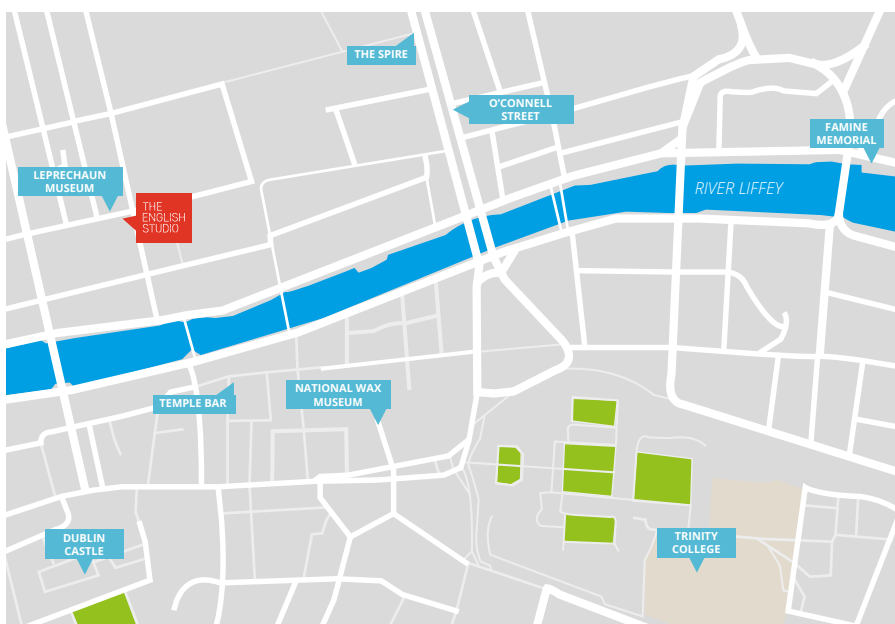 THE SPIRE
O'CONNELL
STREET
FAMINE
MEMORIAL
LEPRECHAUN
MUSEUM
RIVER LIFFEY
THE
ENGLISH
STUDIO
TEMPLE BAR
NATIONAL WAX
MUSEUM
DUBLIN
CASTLE
TRINITY
COLLEGE